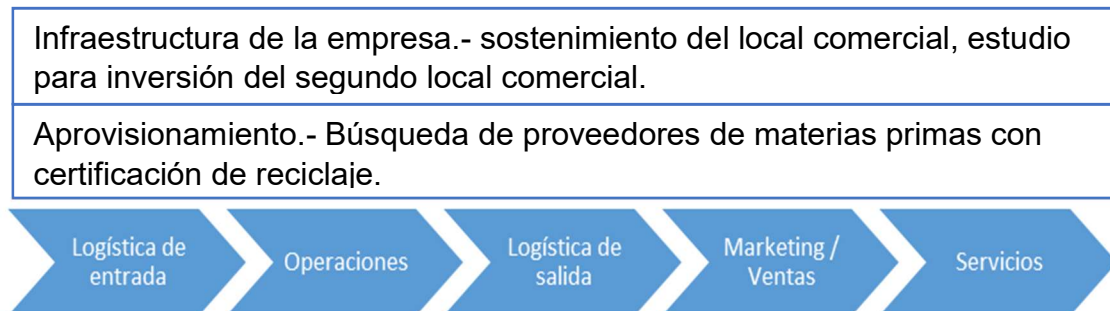 Infraestructura de la empresa.- sostenimiento del local comercial, estudio
para inversión del segundo local comercial.
Aprovisionamiento.- Búsqueda de proveedores de materias primas con
certificación de reciclaje.
Logística de
entrada
Operaciones
Logística de
salida
Marketing /
Ventas
Servicios